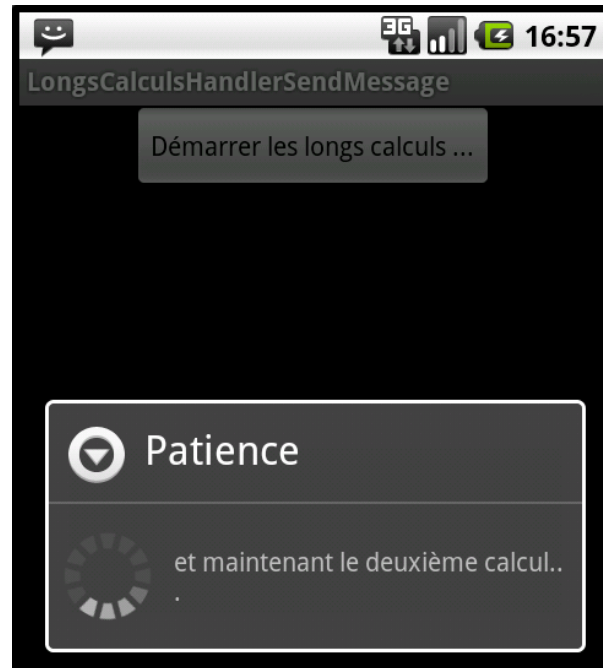 3G 16:57
LongsCalculsHandlerSendMessage
Démarrer les longs calculs ...
Patience
et maintenant le deuxième calcul..
.